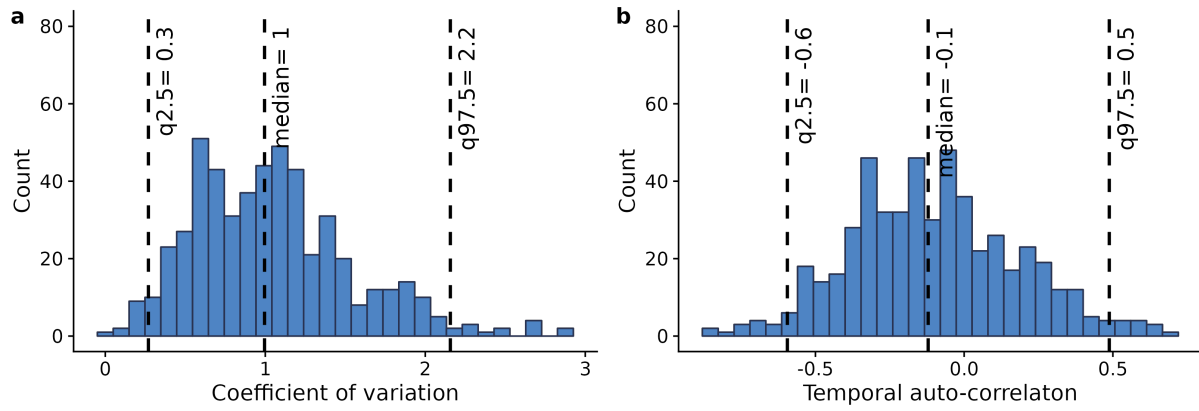 a
80
60
40
20
0
Count
q2.5= 0.3
median= 1
q97.5= 2.2
0
1
2
3
Coefficient of variation
b
80
60
40
20
0
Count
q2.5= -0.6
median= -0.1
q97.5= 0.5
-0.5
0.0
0.5
Temporal auto-correlaton